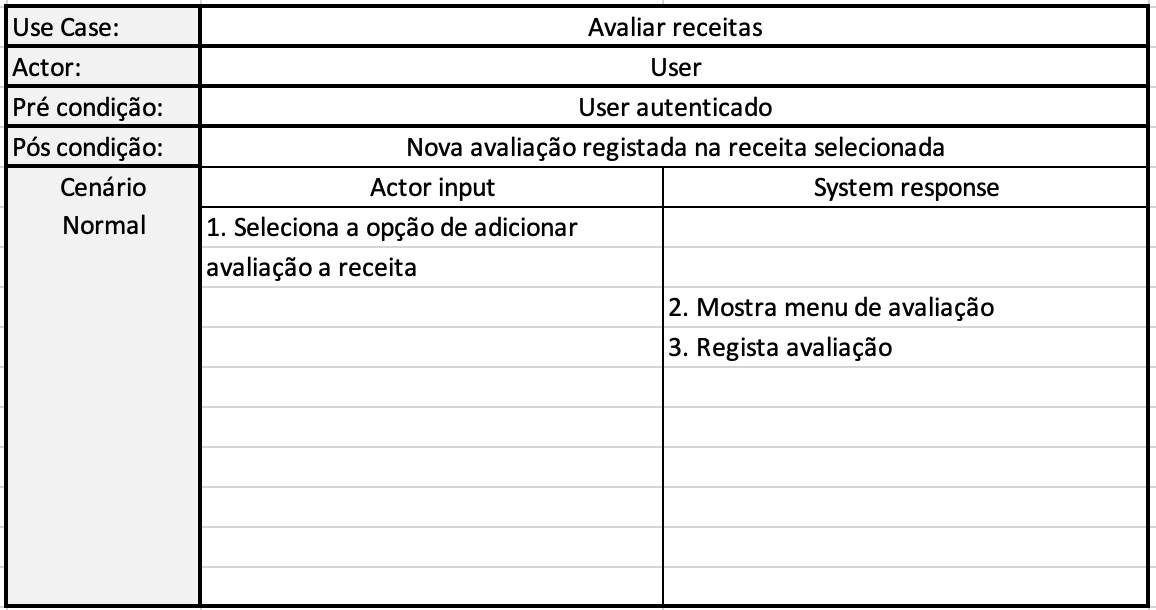 Use Case: Avaliar receitas
Actor: User
Pré condição: User autenticado
Pós condição: Nova avaliação registada na receita selecionada
Cenário Actor input System response
Normal 1. Seleciona a opção de adicionar
avaliação a receita
2. Mostra menu de avaliação
3. Regista avaliação